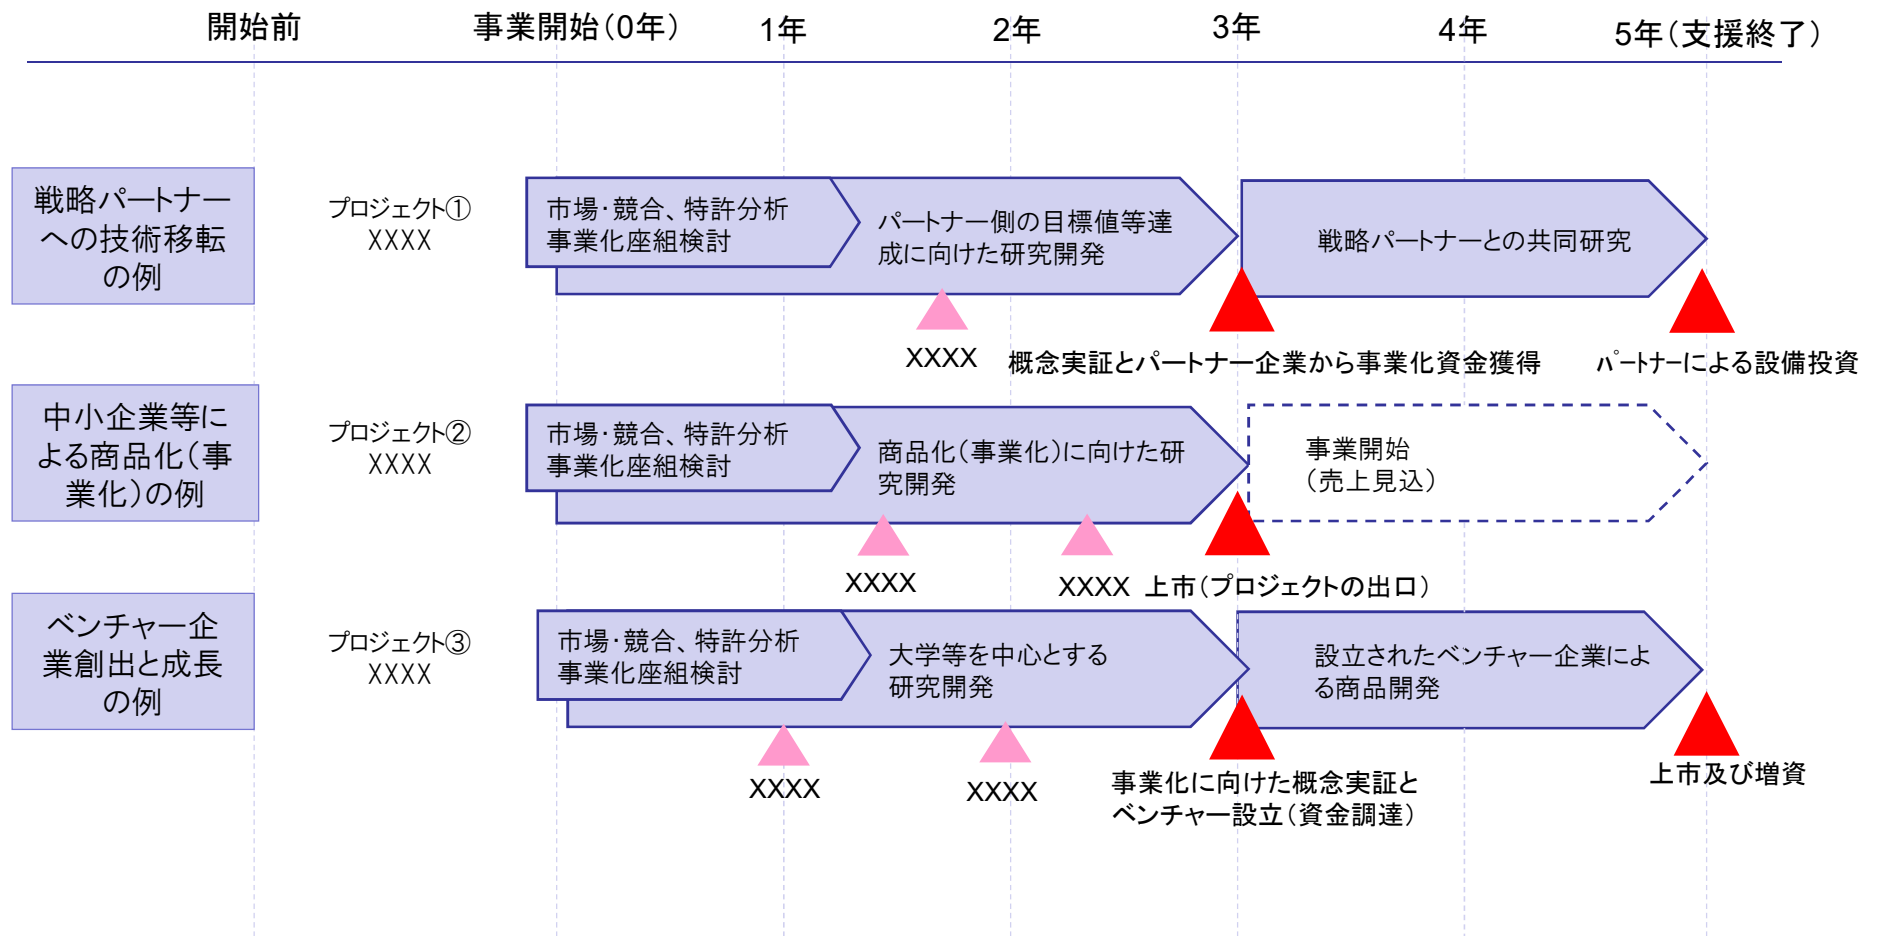 開始前
事業開始（0年）
1年
2年
3年
4年
5年（支援終了）
戦略パートナー
への技術移転
の例
プロジェクト①
XXXX
市場・競合、特許分析
事業化座組検討
パートナー側の目標値等達
成に向けた研究開発
戦略パートナーとの共同研究
XXXX
概念実証とパートナー企業から事業化資金獲得
パートナーによる設備投資
中小企業等に
よる商品化（事
業化）の例
プロジェクト②
XXXX
市場・競合、特許分析
事業化座組検討
商品化（事業化）に向けた研
究開発
事業開始
（売上見込）
XXXX
XXXX
上市（プロジェクトの出口）
ベンチャー企
業創出と成長
の例
プロジェクト③
XXXX
市場・競合、特許分析
事業化座組検討
大学等を中心とする
研究開発
設立されたベンチャー企業によ
る商品開発
XXXX
XXXX
事業化に向けた概念実証と
ベンチャー設立（資金調達）
上市及び増資